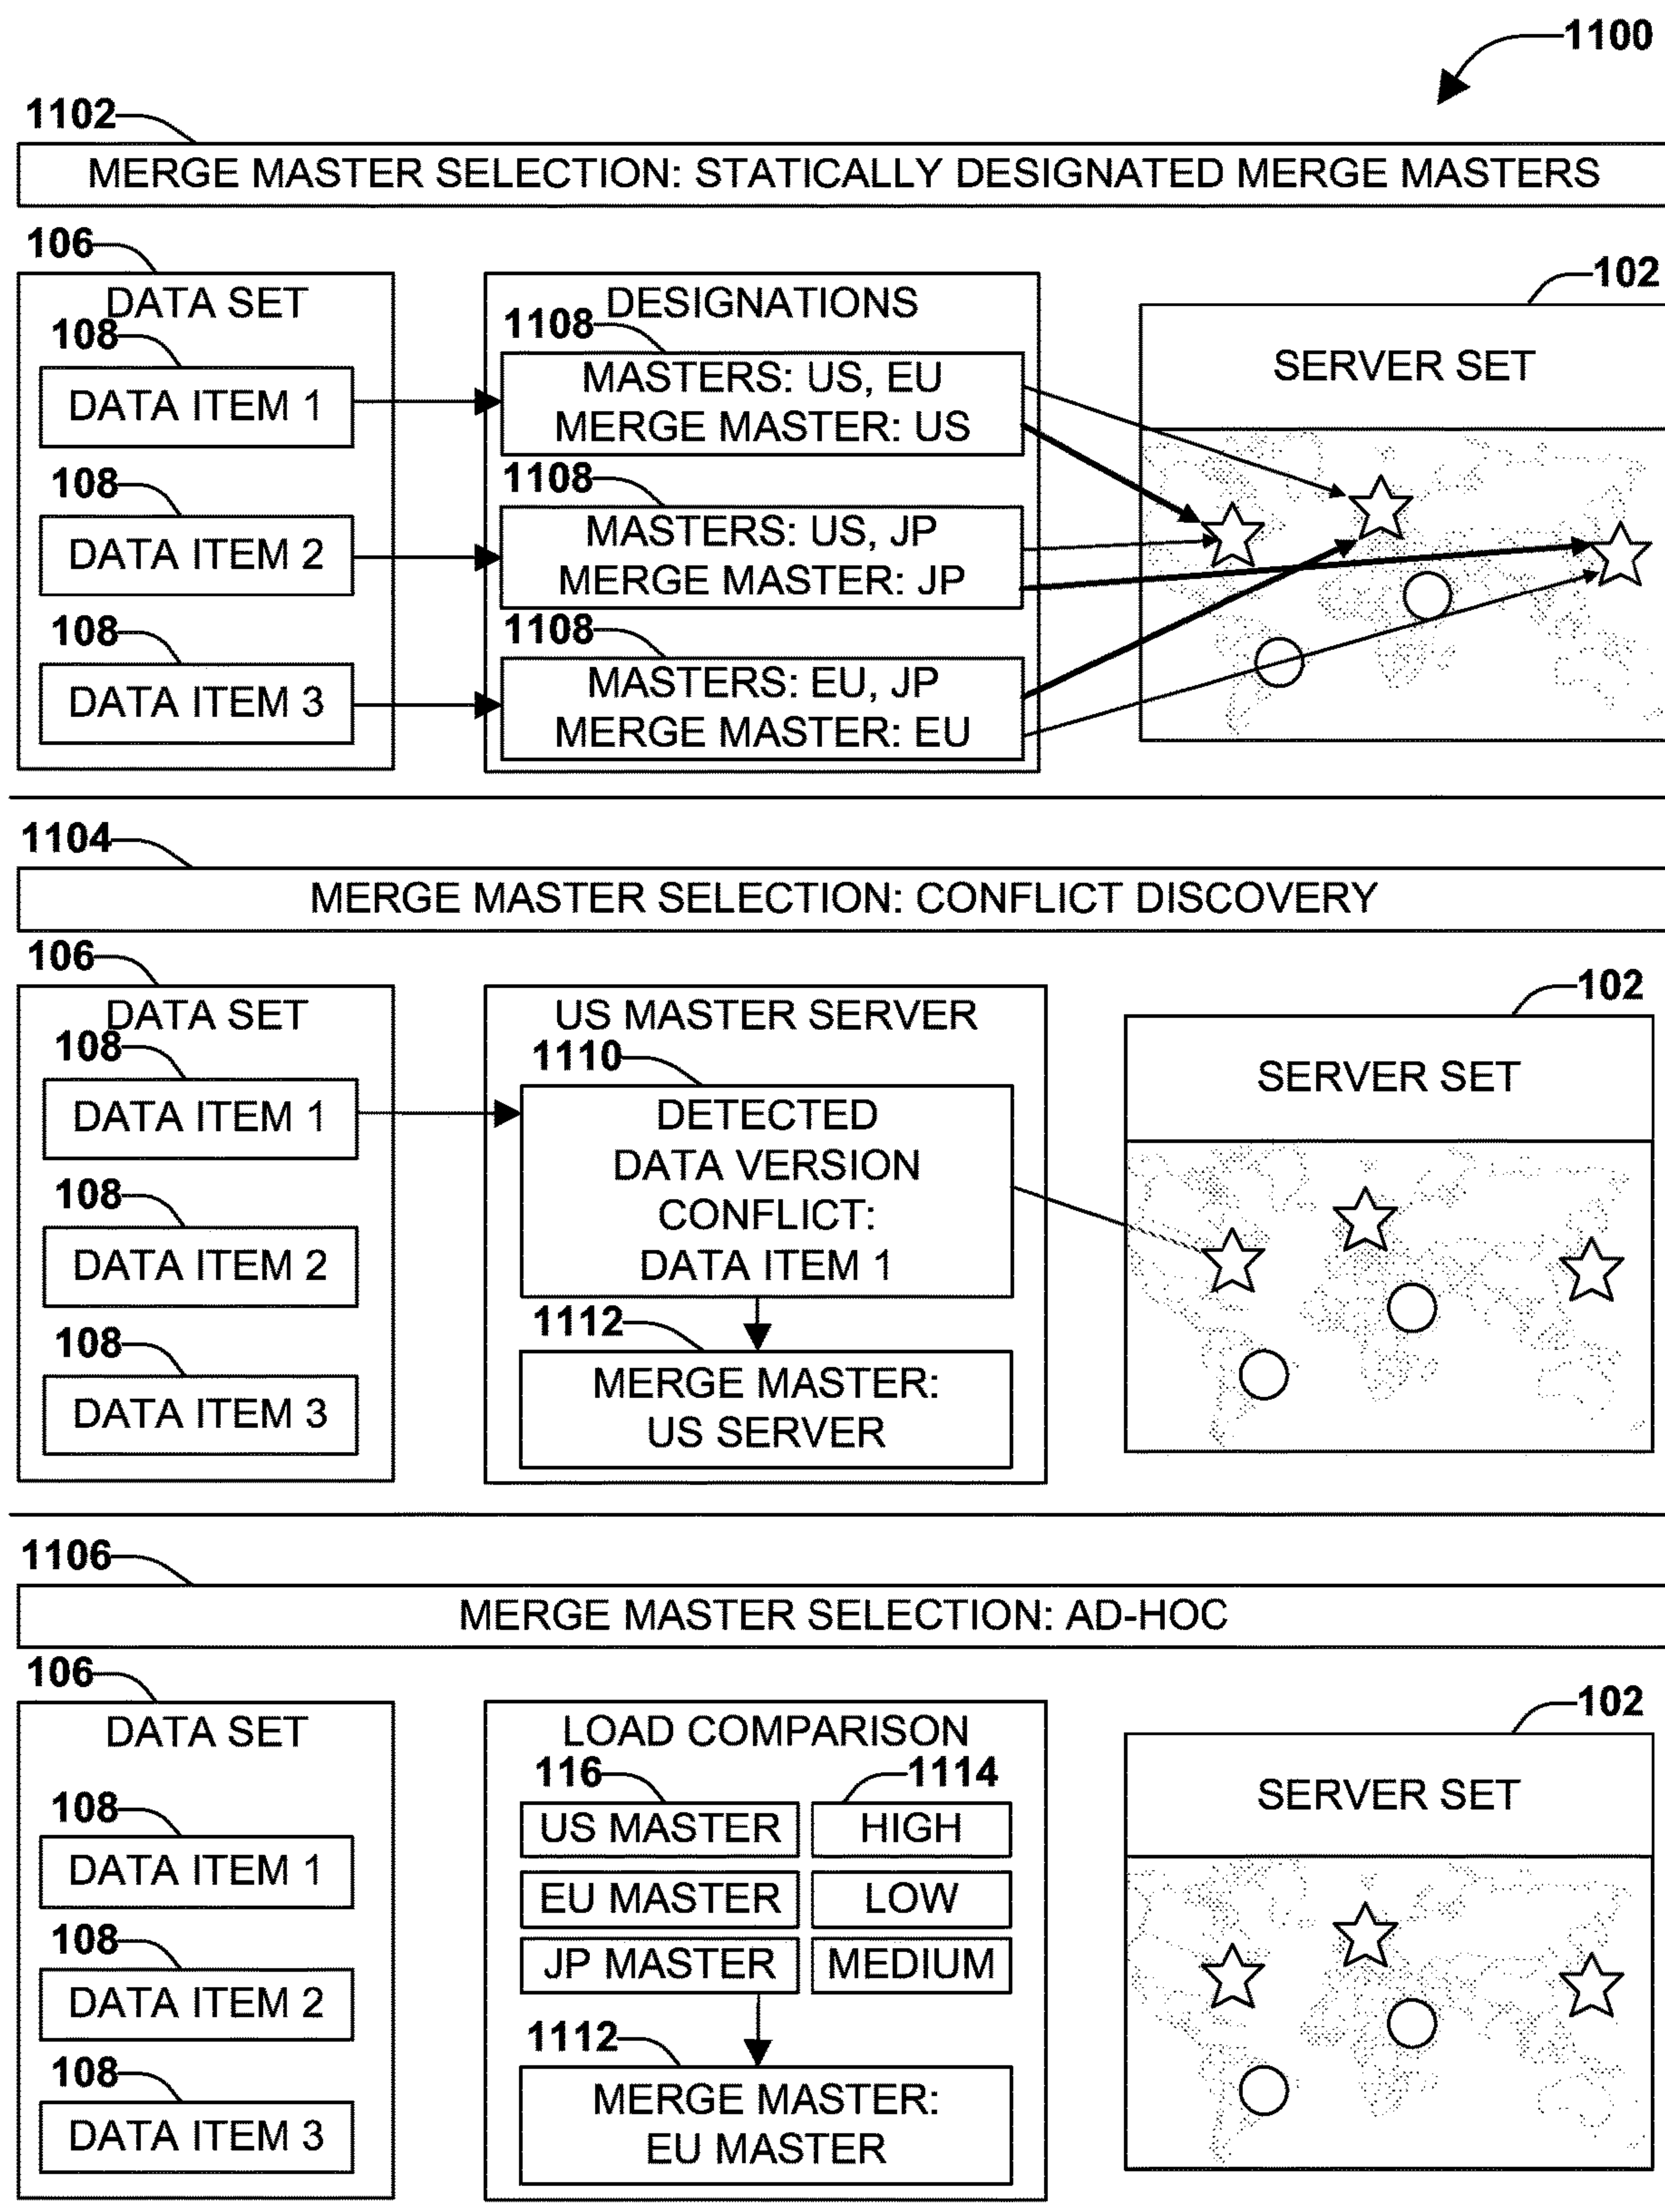 1100
1102
MERGE MASTER SELECTION: STATICALLY DESIGNATED MERGE MASTERS
106
DATA SET
108
DATA ITEM 1
108
DATA ITEM 2
108
DATA ITEM 3
DESIGNATIONS
1108
MASTERS: US, EU
MERGE MASTER: US
1108
MASTERS: US, JP
MERGE MASTER: JP
1108
MASTERS: EU, JP
MERGE MASTER: EU
102
SERVER SET
1104
MERGE MASTER SELECTION: CONFLICT DISCOVERY
106
DATA SET
108
DATA ITEM 1
108
DATA ITEM 2
108
DATA ITEM 3
US MASTER SERVER
1110
DETECTED
DATA VERSION
CONFLICT:
DATA ITEM 1
1112
MERGE MASTER:
US SERVER
102
SERVER SET
1106
MERGE MASTER SELECTION: AD-HOC
106
DATA SET
108
DATA ITEM 1
108
DATA ITEM 2
108
DATA ITEM 3
LOAD COMPARISON
116
1114
US MASTER
HIGH
EU MASTER
LOW
JP MASTER
MEDIUM
1112
MERGE MASTER:
EU MASTER
102
SERVER SET